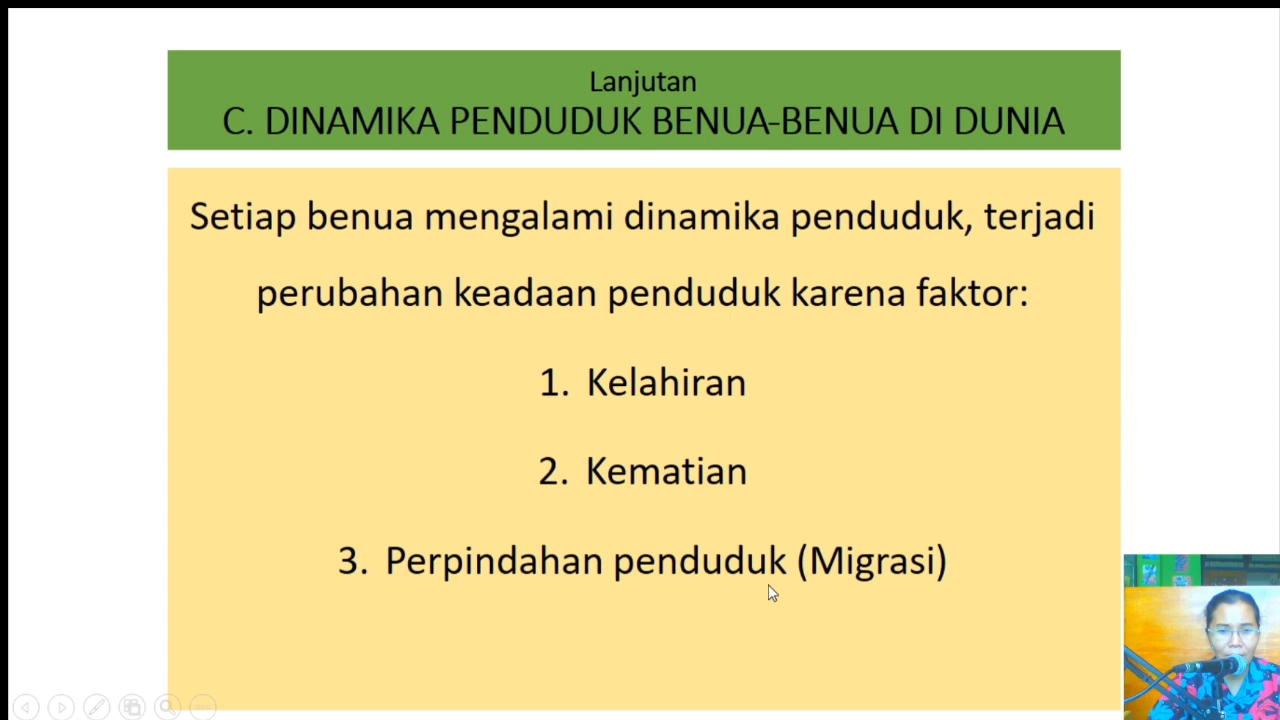 Lanjutan
C. DINAMIKA PENDUDUK BENUA-BENUA DI DUNIA
Setiap benua mengalami dinamika penduduk, terjadi
perubahan keadaan penduduk karena faktor:
1. Kelahiran
2. Kematian
3. Perpindahan penduduk (Migrasi)